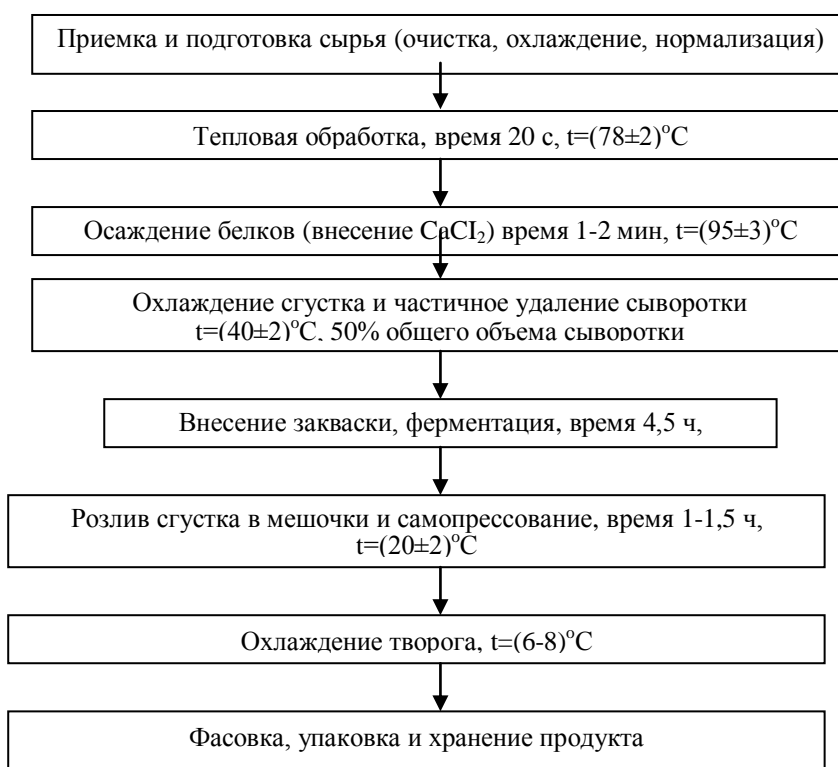 Приемка и подготовка сырья (очистка, охлаждение, нормализация)
Тепловая обработка, время 20 с, t=(78±2)°С
Осаждение белков (внесение CaCI₂) время 1-2 мин, t=(95±3)°С
Охлаждение сгустка и частичное удаление сыворотки
t=(40±2)°С, 50% общего объема сыворотки
Внесение закваски, ферментация, время 4,5 ч,
Розлив сгустка в мешочки и самопрессование, время 1-1,5 ч,
t=(20±2)°С
Охлаждение творога, t=(6-8)°С
Фасовка, упаковка и хранение продукта